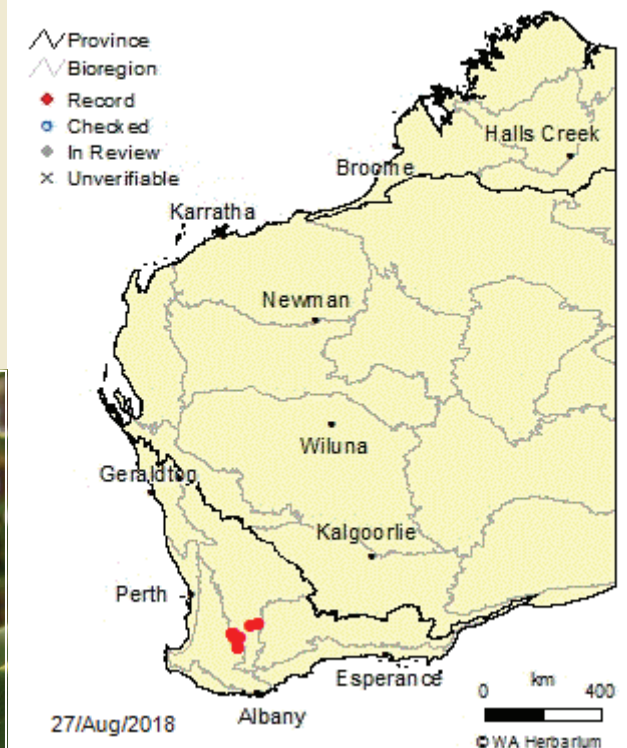 Province
Bioregion
Record
Checked
In Review
Unverifiable
Halls Creek
Broome
Karratha
Newman
Wiluna
Geraldton
Kalgoorlie
Perth
Esperance
Albany
0 km 400
27/Aug/2018
© WA Herbarium